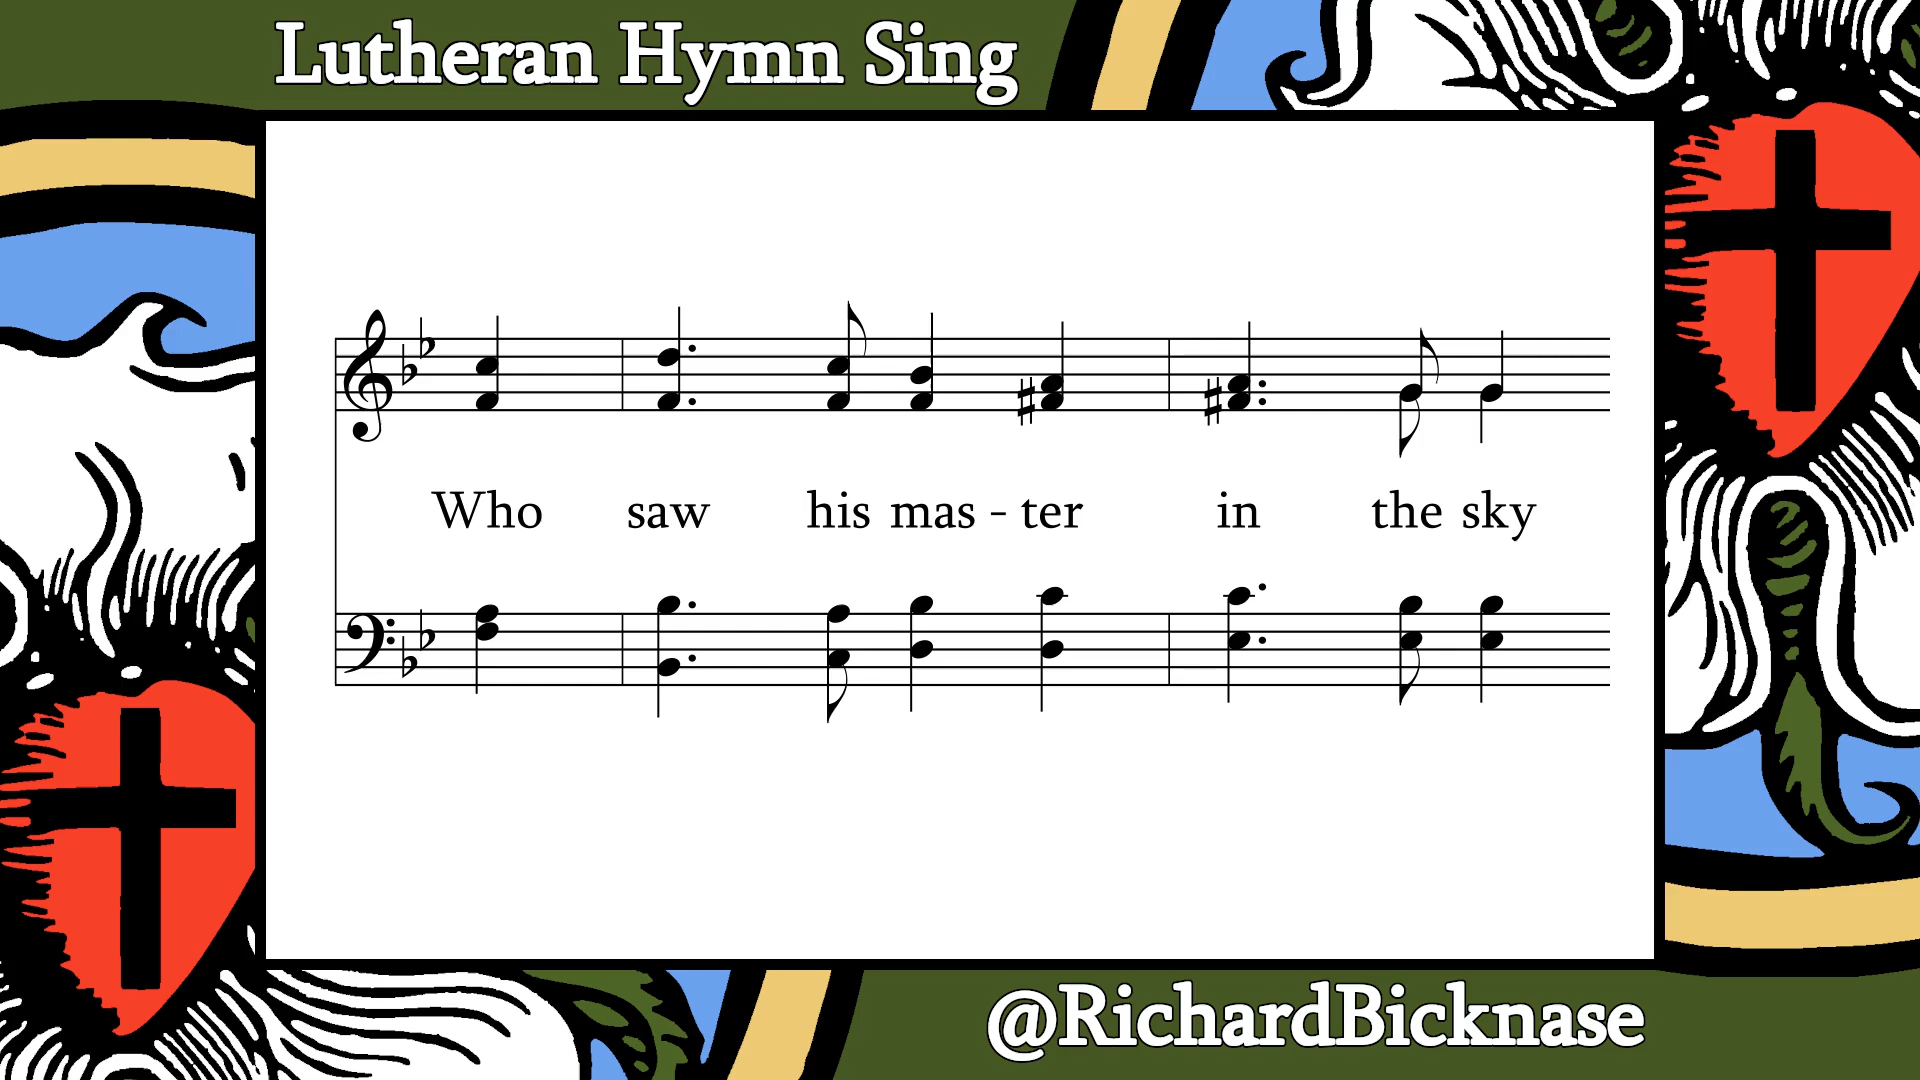 Lutheran Hymn Sing
Who saw his mas - ter in the sky
@RichardBicknase